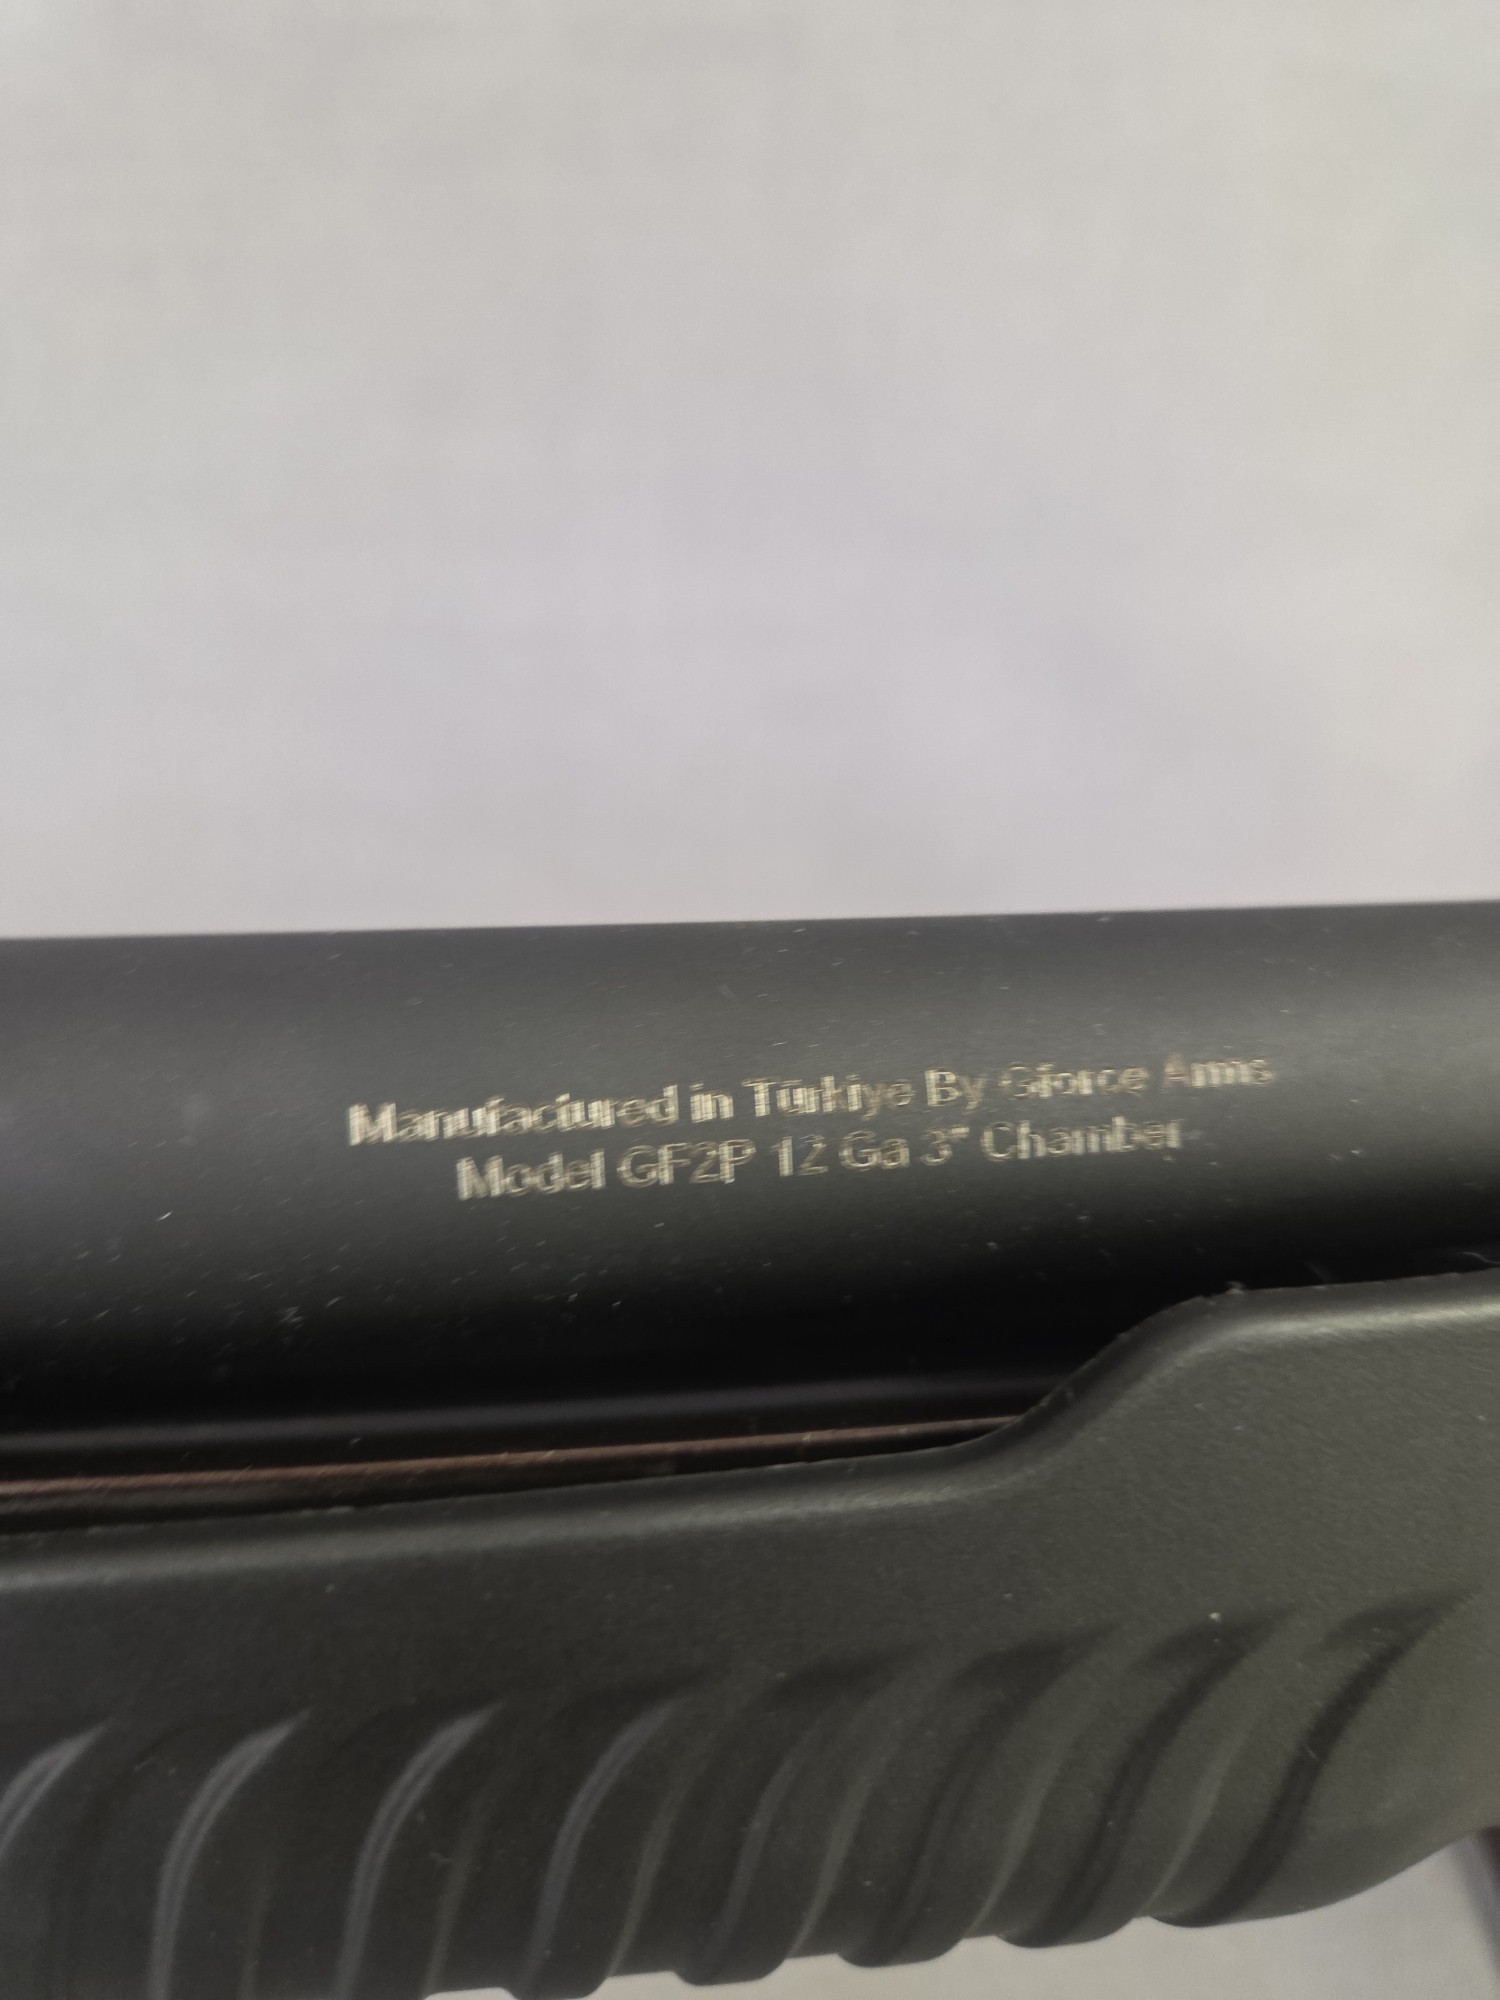 Manufactured in Türkiye By Gforce Arms
Model GF2P 12 Ga 3" Chamber